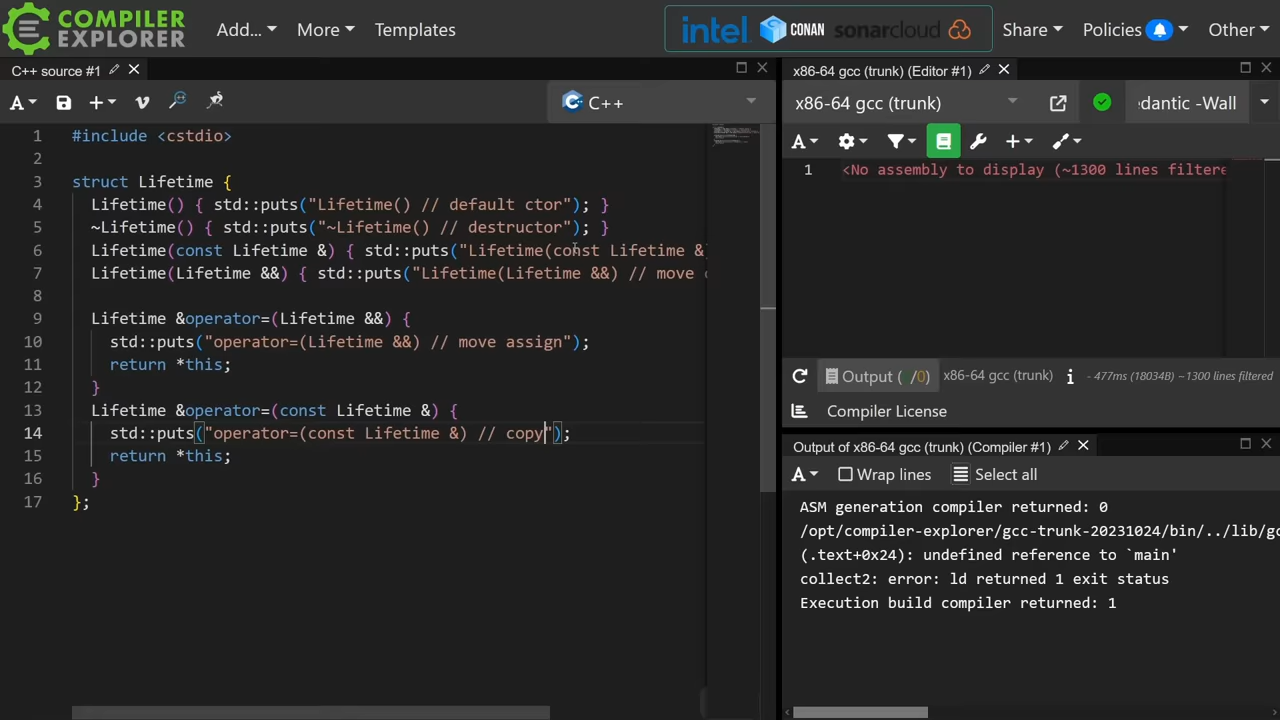 COMPILER
EXPLORER
Add...
More
Templates
intel
CONAN
sonarcloud
Share
Policies
Other
C++ source #1
A
C++
1 #include <cstdio>
2
3 struct Lifetime {
4 Lifetime() { std::puts("Lifetime() // default ctor"); }
5 ~Lifetime() { std::puts("~Lifetime() // destructor"); }
6 Lifetime(const Lifetime &) { std::puts("Lifetime(const Lifetime &)
7 Lifetime(Lifetime &&) { std::puts("Lifetime(Lifetime &&) // move c
8
9 Lifetime &operator=(Lifetime &&) {
10 std::puts("operator=(Lifetime &&) // move assign");
11 return *this;
12 }
13 Lifetime &operator=(const Lifetime &) {
14 std::puts("operator=(const Lifetime &) // copy");
15 return *this;
16 }
17 };
x86-64 gcc (trunk) (Editor #1)
x86-64 gcc (trunk)
edantic -Wall
A
1 <No assembly to display (~1300 lines filtere
Output ( /0) x86-64 gcc (trunk) i - 477ms (18034B) ~1300 lines filtered
Compiler License
Output of x86-64 gcc (trunk) (Compiler #1)
A Wrap lines Select all
ASM generation compiler returned: 0
/opt/compiler-explorer/gcc-trunk-20231024/bin/../lib/gc
(.text+0x24): undefined reference to `main'
collect2: error: ld returned 1 exit status
Execution build compiler returned: 1